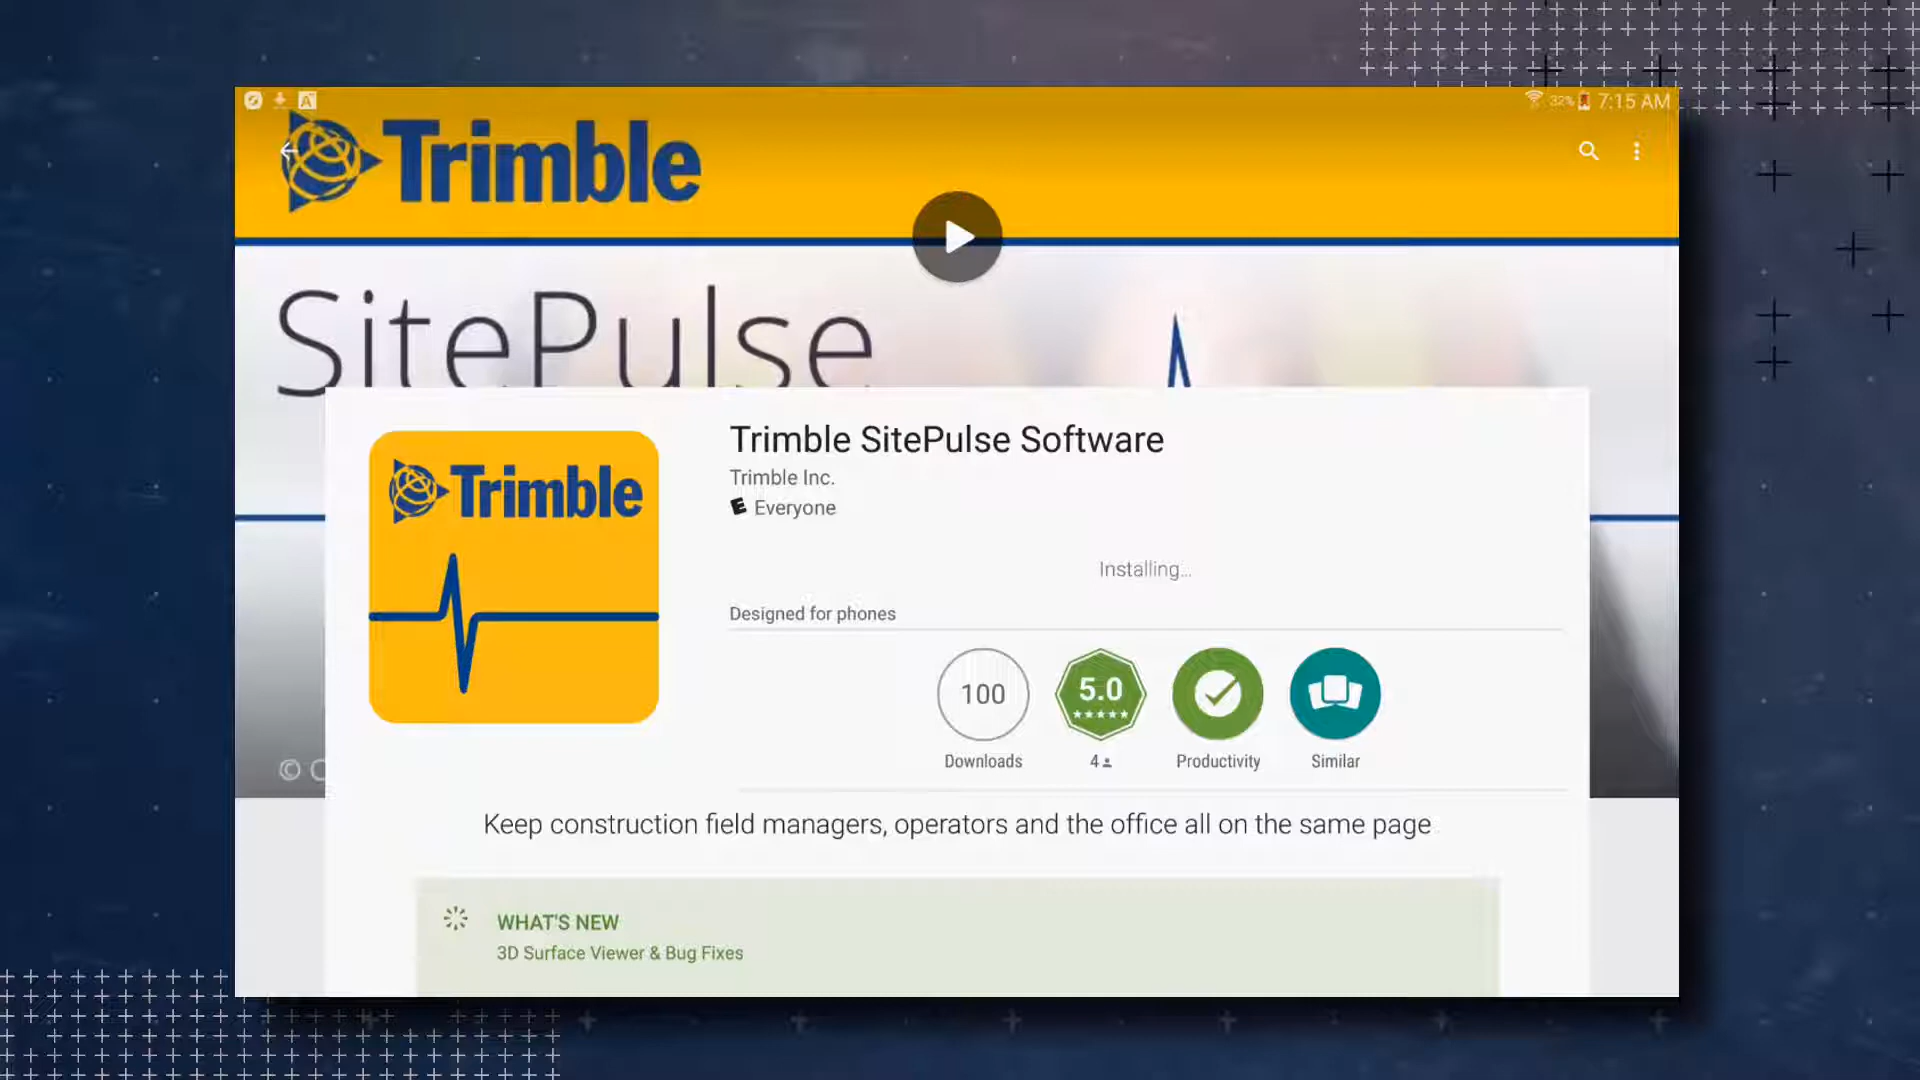 32% 7:15 AM
Trimble
SitePulse
Trimble SitePulse Software
Trimble Inc.
Everyone
Trimble
Installing...
Designed for phones
100
5.0
Downloads
4
Productivity
Similar
©
Keep construction field managers, operators and the office all on the same page
WHAT'S NEW
3D Surface Viewer & Bug Fixes